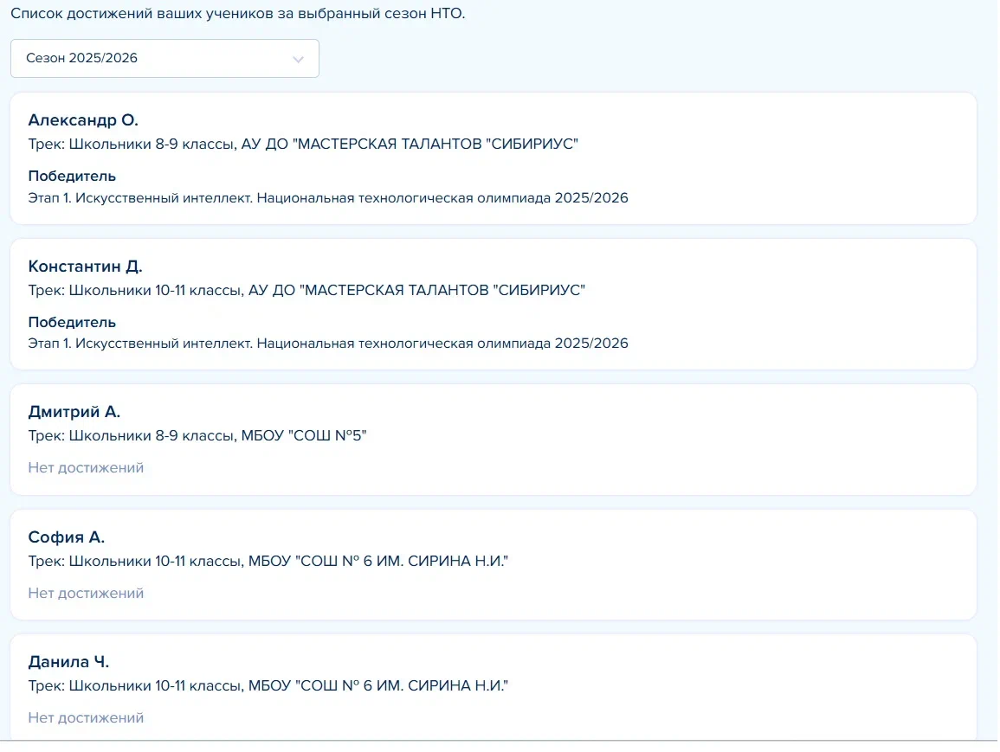 Список достижений ваших учеников за выбранный сезон НТО.
Сезон 2025/2026
Александр О.
Трек: Школьники 8-9 классы, АУ ДО "МАСТЕРСКАЯ ТАЛАНТОВ "СИБИРИУС"
Победитель
Этап 1. Искусственный интеллект. Национальная технологическая олимпиада 2025/2026
Константин Д.
Трек: Школьники 10-11 классы, АУ ДО "МАСТЕРСКАЯ ТАЛАНТОВ "СИБИРИУС"
Победитель
Этап 1. Искусственный интеллект. Национальная технологическая олимпиада 2025/2026
Дмитрий А.
Трек: Школьники 8-9 классы, МБОУ "СОШ №5"
Нет достижений
София А.
Трек: Школьники 10-11 классы, МБОУ "СОШ № 6 ИМ. СИРИНА Н.И."
Нет достижений
Данила Ч.
Трек: Школьники 10-11 классы, МБОУ "СОШ № 6 ИМ. СИРИНА Н.И."
Нет достижений